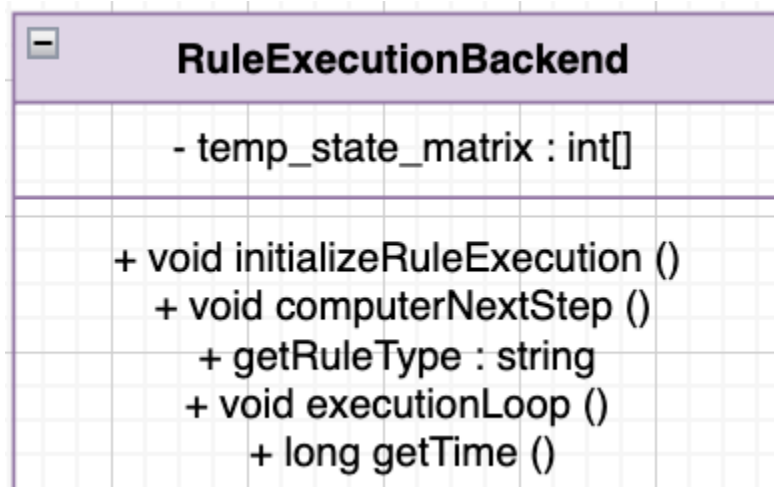 RuleExecutionBackend
- temp_state_matrix : int[]
+ void initializeRuleExecution ()
+ void computerNextStep ()
+ getRuleType : string
+ void executionLoop ()
+ long getTime ()